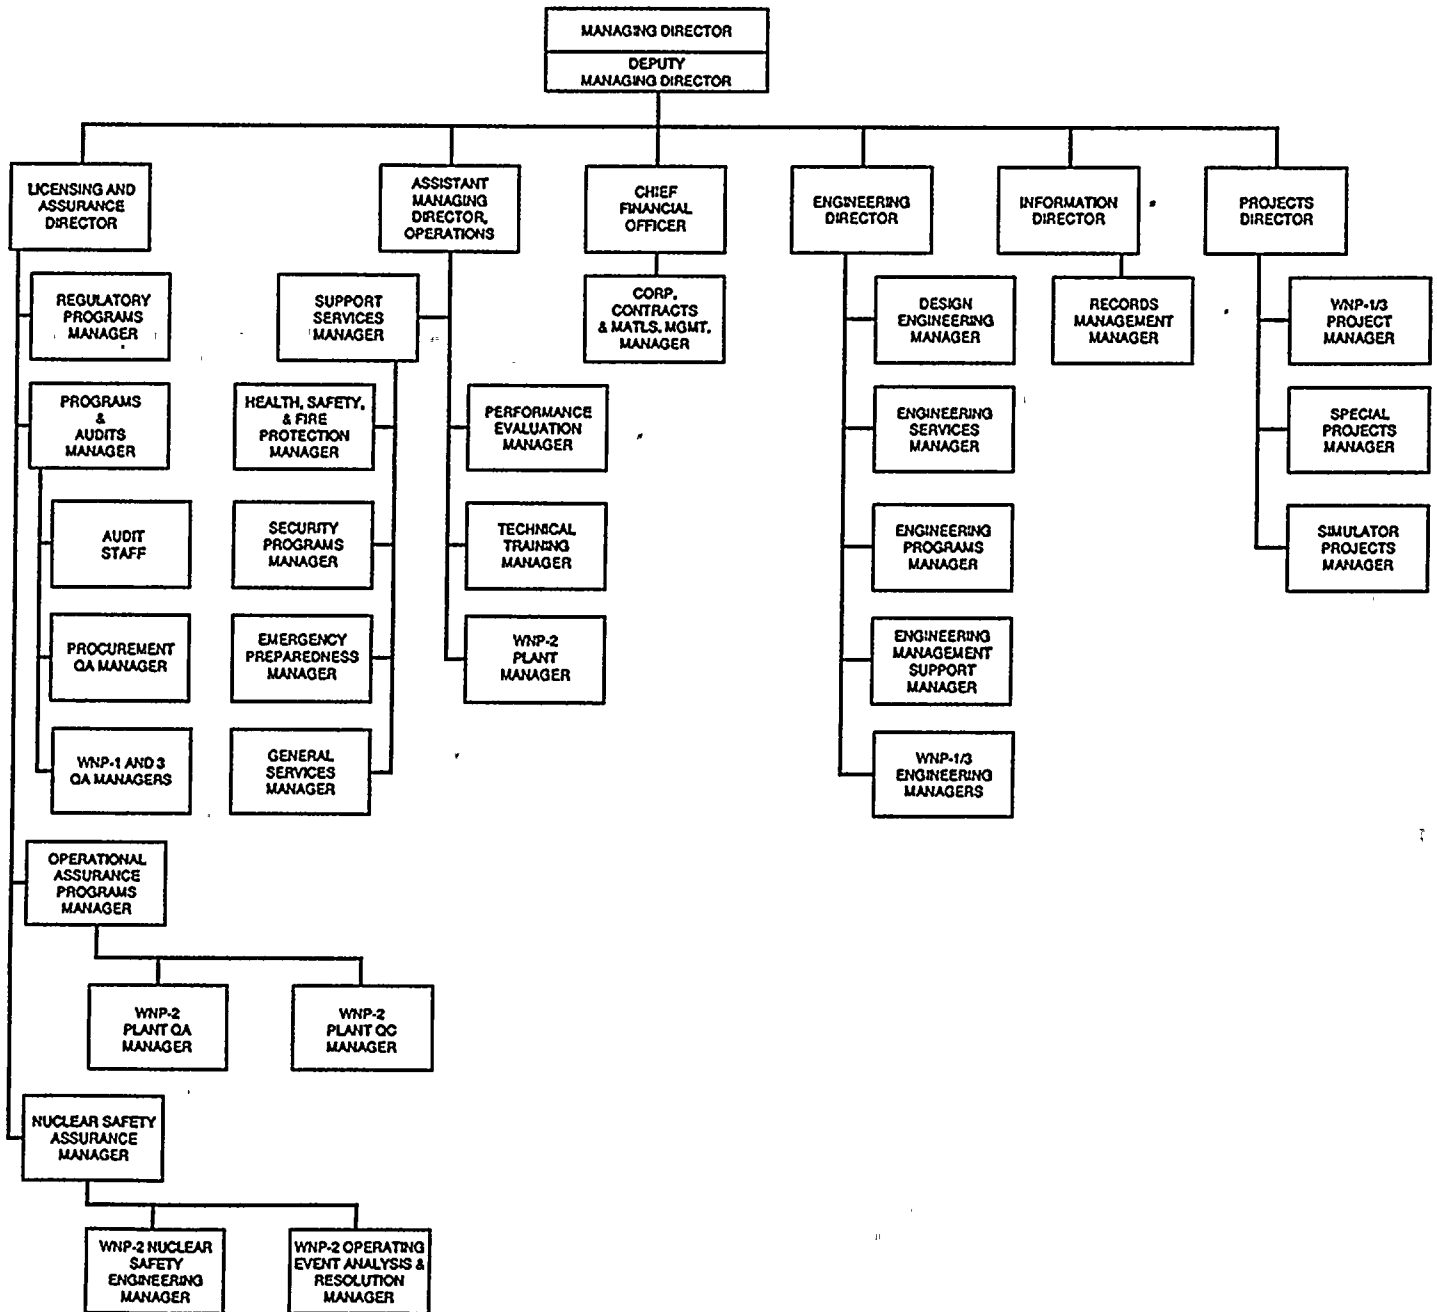 MANAGING DIRECTOR
DEPUTY
MANAGING DIRECTOR
LICENSING AND
ASSURANCE
DIRECTOR
ASSISTANT
MANAGING
DIRECTOR,
OPERATIONS
CHIEF
FINANCIAL
OFFICER
ENGINEERING
DIRECTOR
INFORMATION
DIRECTOR
PROJECTS
DIRECTOR
REGULATORY
PROGRAMS
MANAGER
SUPPORT
SERVICES
MANAGER
CORP.
CONTRACTS
& MATLS. MGMT.
MANAGER
DESIGN
ENGINEERING
MANAGER
RECORDS
MANAGEMENT
MANAGER
WNP-1/3
PROJECT
MANAGER
PROGRAMS
&
AUDITS
MANAGER
HEALTH, SAFETY,
& FIRE
PROTECTION
MANAGER
PERFORMANCE
EVALUATION
MANAGER
ENGINEERING
SERVICES
MANAGER
SPECIAL
PROJECTS
MANAGER
AUDIT
STAFF
SECURITY
PROGRAMS
MANAGER
TECHNICAL
TRAINING
MANAGER
ENGINEERING
PROGRAMS
MANAGER
SIMULATOR
PROJECTS
MANAGER
PROCUREMENT
QA MANAGER
EMERGENCY
PREPAREDNESS
MANAGER
WNP-2
PLANT
MANAGER
ENGINEERING
MANAGEMENT
SUPPORT
MANAGER
WNP-1 AND 3
QA MANAGERS
GENERAL
SERVICES
MANAGER
WNP-1/3
ENGINEERING
MANAGERS
OPERATIONAL
ASSURANCE
PROGRAMS
MANAGER
WNP-2
PLANT QA
MANAGER
WNP-2
PLANT QC
MANAGER
NUCLEAR SAFETY
ASSURANCE
MANAGER
WNP-2 NUCLEAR
SAFETY
ENGINEERING
MANAGER
WNP-2 OPERATING
EVENT ANALYSIS &
RESOLUTION
MANAGER